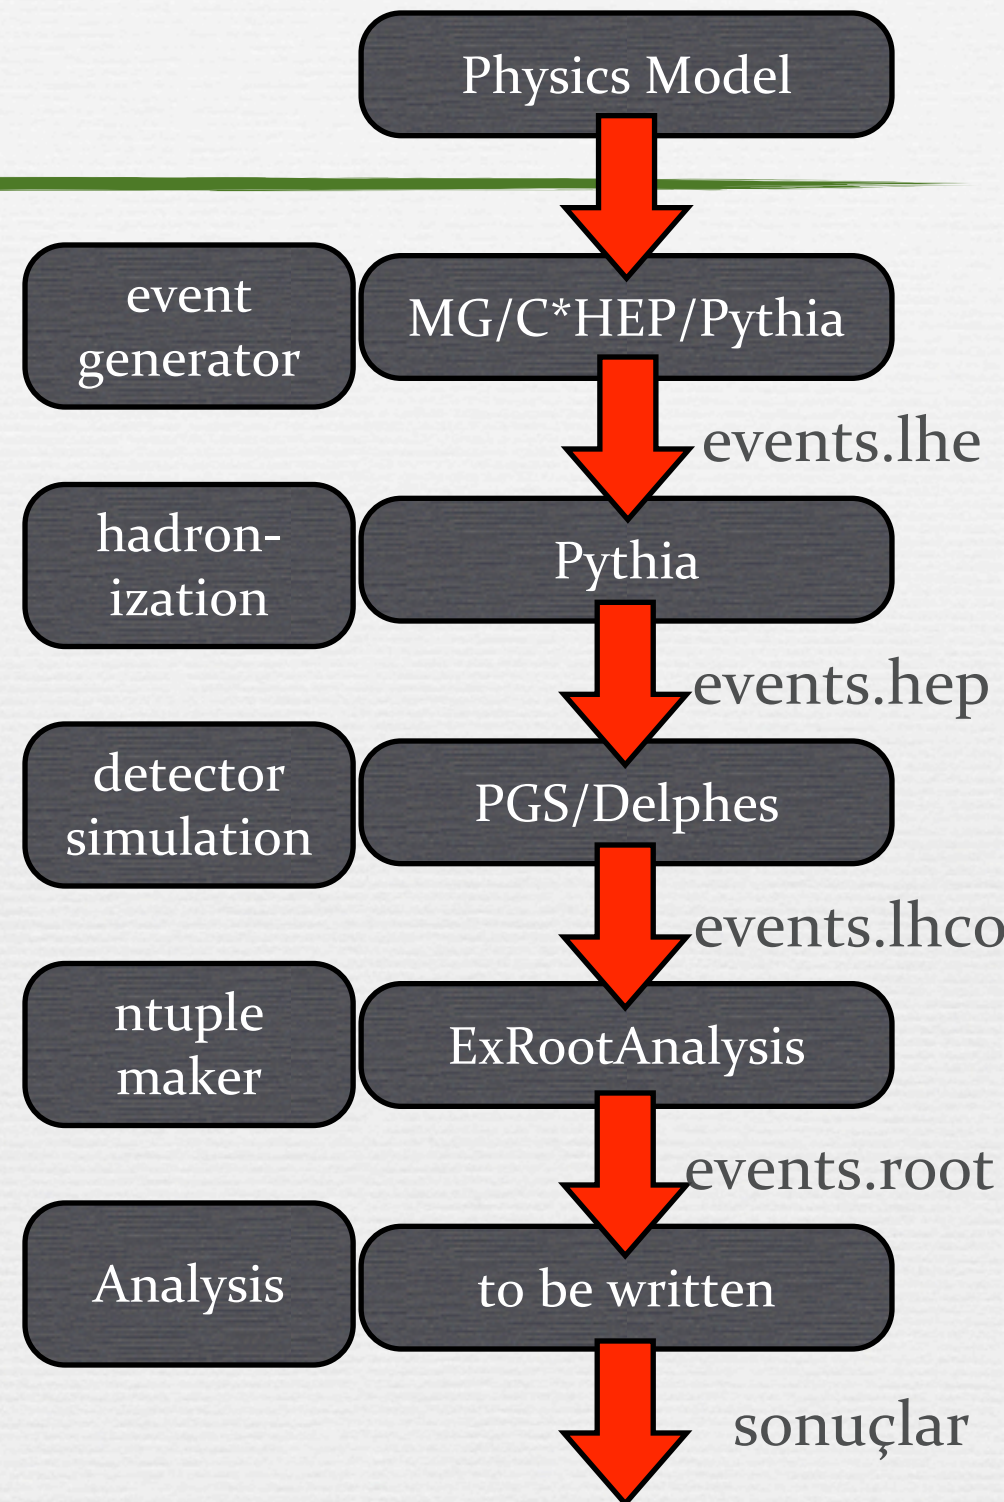 Physics Model
event
generator
MG/C*HEP/Pythia
events.lhe
hadron-
ization
Pythia
events.hep
detector
simulation
PGS/Delphes
events.lhco
ntuple
maker
ExRootAnalysis
events.root
Analysis
to be written
sonuçlar